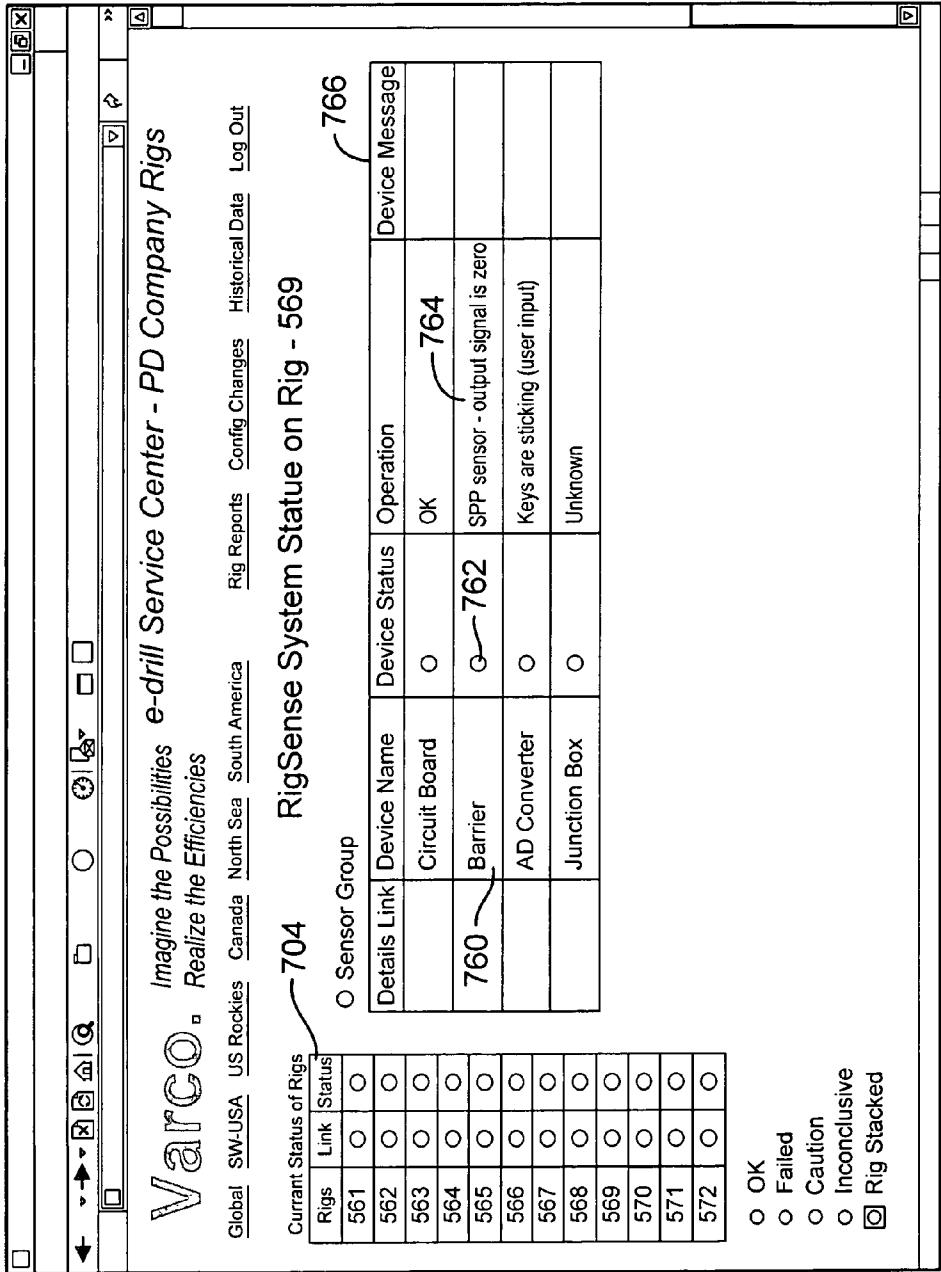 Varco. Imagine the Possibilities e-drill Service Center - PD Company Rigs
Realize the Efficiencies
Global SW-USA US Rockies Canada North Sea South America Rig Reports Config Changes Historical Data Log Out
RigSense System Statue on Rig - 569
Currant Status of Rigs
704
Rigs Link Status
561
562
563
564
565
566
567
568
569
570
571
572
OK
Failed
Caution
Inconclusive
Rig Stacked
Sensor Group
766
Details Link Device Name Device Status Operation Device Message
Circuit Board OK
764
760 Barrier 762 SPP sensor - output signal is zero
AD Converter Keys are sticking (user input)
Junction Box Unknown